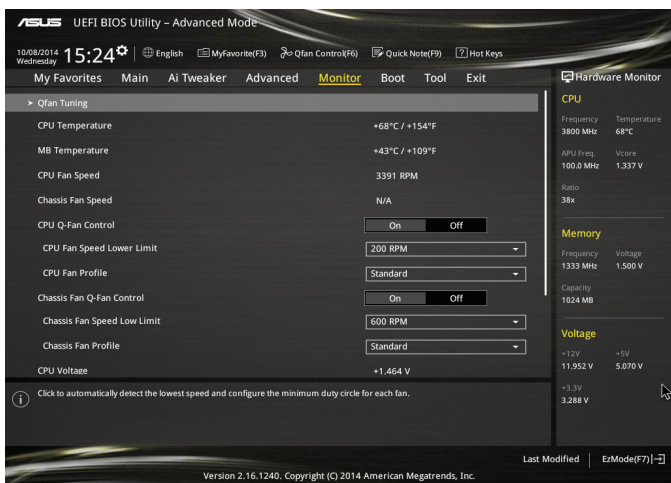 ASUS UEFI BIOS Utility – Advanced Mode
10/08/2014 Wednesday 15:24 English MyFavorite(F3) Qfan Control(F6) Quick Note(F9) ? Hot Keys
My Favorites Main Ai Tweaker Advanced Monitor Boot Tool Exit
Hardware Monitor
> Qfan Tuning
CPU Temperature +68°C / +154°F
MB Temperature +43°C / +109°F
CPU Fan Speed 3391 RPM
Chassis Fan Speed N/A
CPU Q-Fan Control On Off
CPU Fan Speed Lower Limit 200 RPM
CPU Fan Profile Standard
Chassis Fan Q-Fan Control On Off
Chassis Fan Speed Low Limit 600 RPM
Chassis Fan Profile Standard
CPU Voltage +1.464 V
CPU
Frequency Temperature
3800 MHz 68°C
APU Freq. Vcore
100.0 MHz 1.337 V
Ratio
38x
Memory
Frequency Voltage
1333 MHz 1.500 V
Capacity
1024 MB
Voltage
+12V +5V
11.952 V 5.070 V
+3.3V
3.288 V
i Click to automatically detect the lowest speed and configure the minimum duty circle for each fan.
Last Modified EzMode(F7)
Version 2.16.1240. Copyright (C) 2014 American Megatrends, Inc.